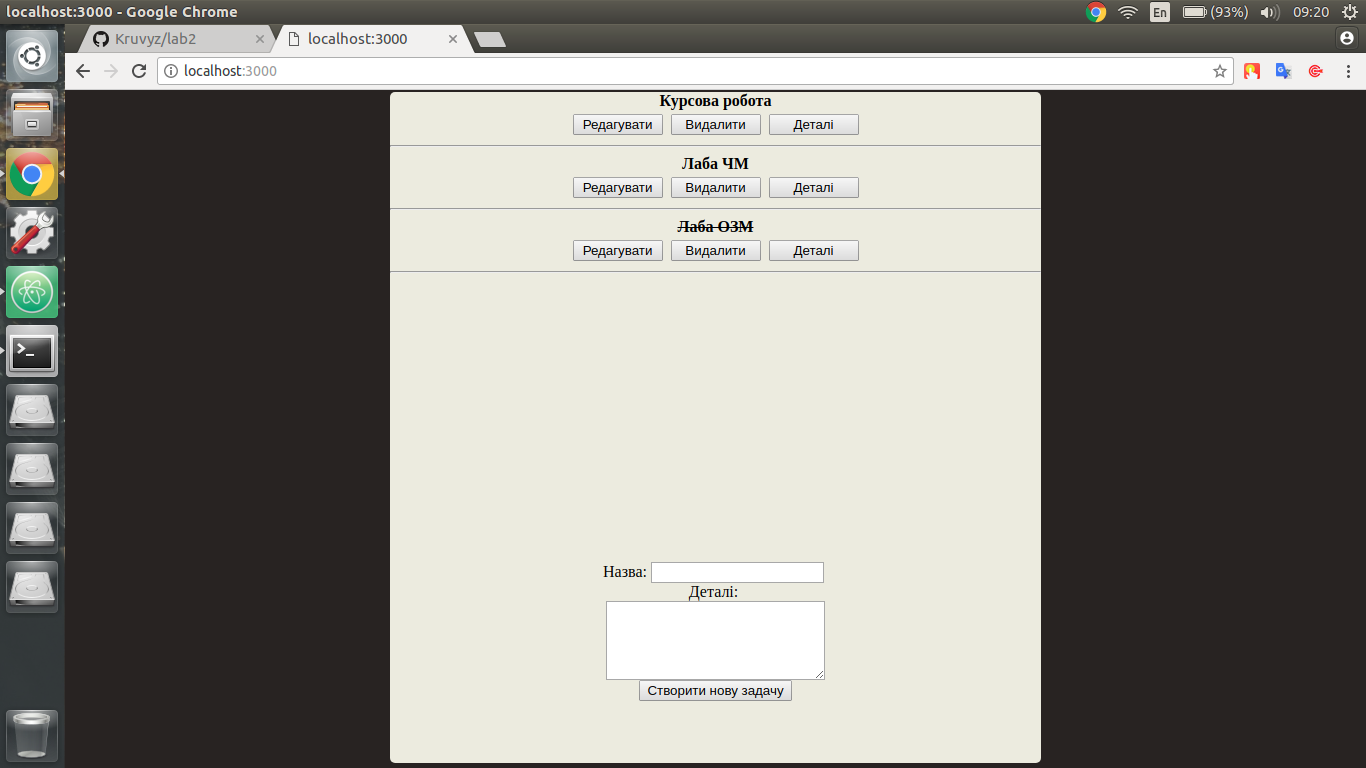 localhost:3000 - Google Chrome
En (93%) 09:20
Kruvyz/lab2 localhost:3000
localhost:3000
Курсова робота
Редагувати Видалити Деталі
Лаба ЧМ
Редагувати Видалити Деталі
Лаба ОЗМ
Редагувати Видалити Деталі
Назва:
Деталі:
Створити нову задачу